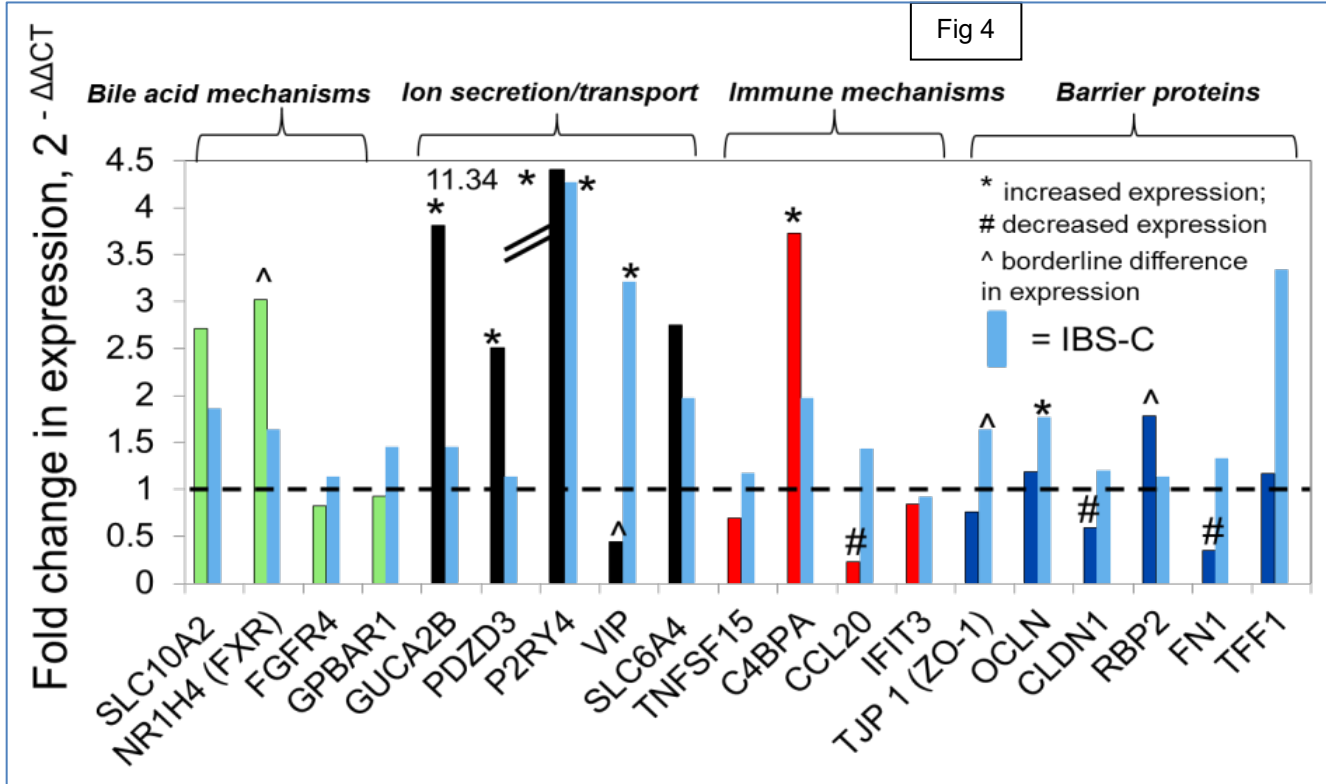 Fig 4
Fold change in expression, 2 - ΔΔCT
Bile acid mechanisms
Ion secretion/transport
Immune mechanisms
Barrier proteins
4.5
4
3.5
3
2.5
2
1.5
1
0.5
0
^
*
11.34
*
*
*
^
*
*
#
^
*
#
^
#
* increased expression;
# decreased expression
^ borderline difference
in expression
= IBS-C
SLC10A2
NR1H4 (FXR)
FGFR4
GPBAR1
GUCA2B
PDZD3
P2RY4
VIP
SLC6A4
TNFSF15
C4BPA
CCL20
IFIT3
TJP 1 (ZO-1)
OCLN
CLDN1
RBP2
FN1
TFF1